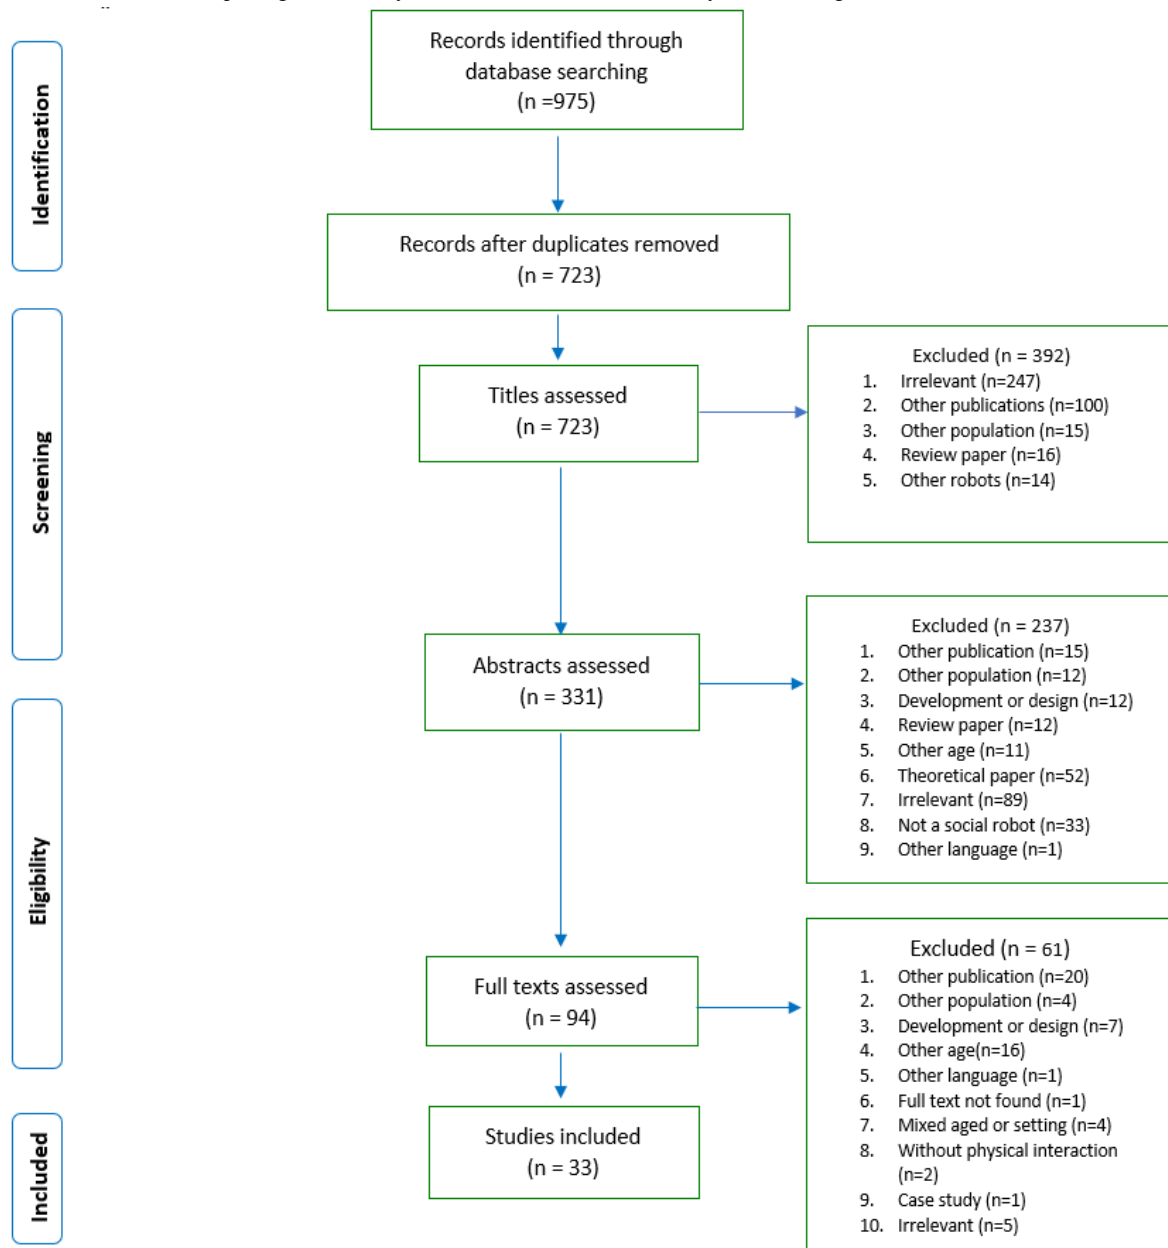 Records identified through
database searching
(n =975)
Identification
Records after duplicates removed
(n = 723)
Screening
Titles assessed
(n = 723)
Excluded (n = 392)
1. Irrelevant (n=247)
2. Other publications (n=100)
3. Other population (n=15)
4. Review paper (n=16)
5. Other robots (n=14)
Abstracts assessed
(n = 331)
Excluded (n = 237)
1. Other publication (n=15)
2. Other population (n=12)
3. Development or design (n=12)
4. Review paper (n=12)
5. Other age (n=11)
6. Theoretical paper (n=52)
7. Irrelevant (n=89)
8. Not a social robot (n=33)
9. Other language (n=1)
Eligibility
Full texts assessed
(n = 94)
Excluded (n = 61)
1. Other publication (n=20)
2. Other population (n=4)
3. Development or design (n=7)
4. Other age(n=16)
5. Other language (n=1)
6. Full text not found (n=1)
7. Mixed aged or setting (n=4)
8. Without physical interaction
(n=2)
9. Case study (n=1)
10. Irrelevant (n=5)
Included
Studies included
(n = 33)